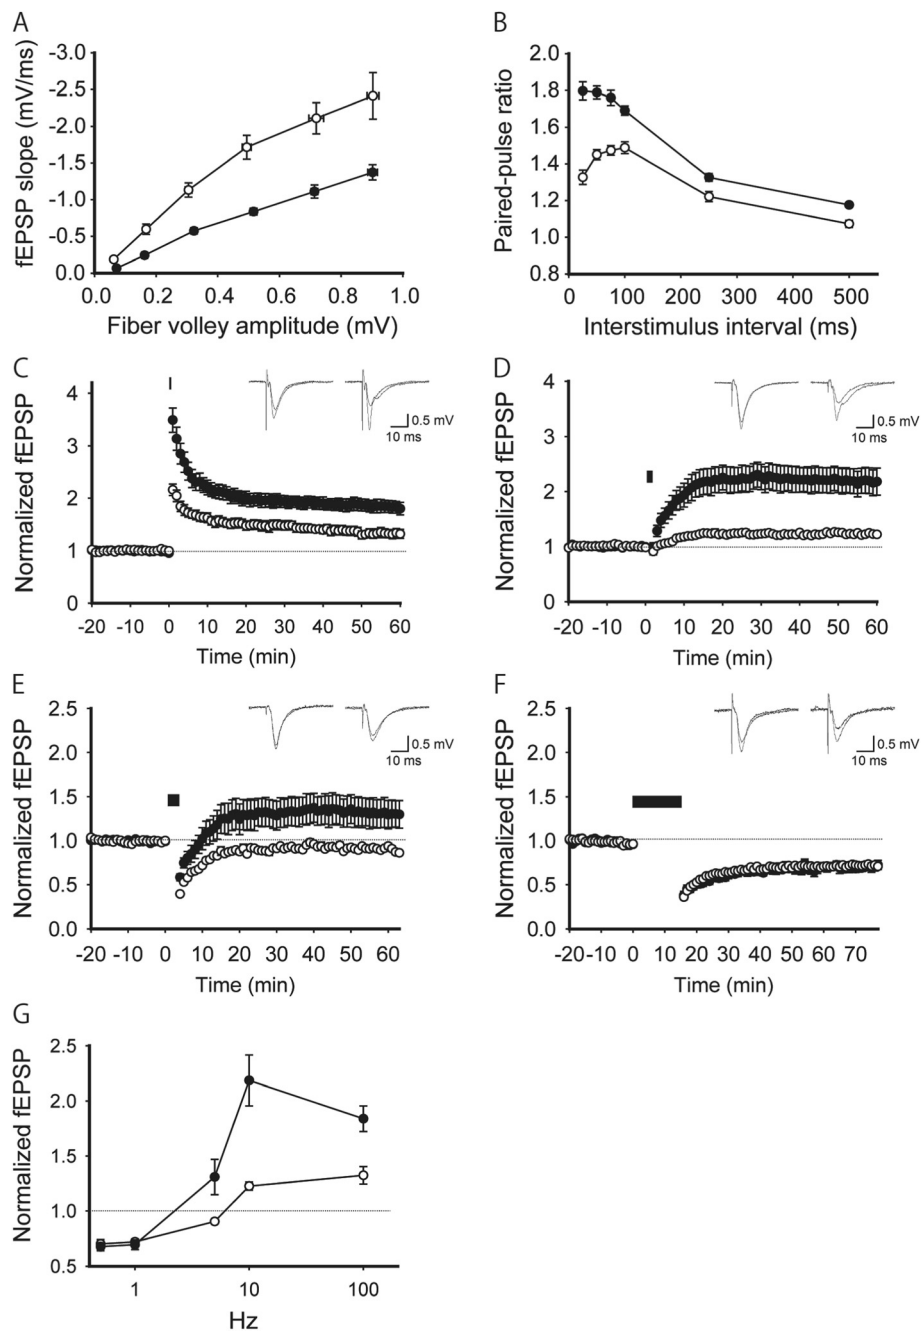 A
fEPSP slope (mV/ms)
-3.0
-2.5
-2.0
-1.5
-1.0
-0.5
0.0
0.0 0.2 0.4 0.6 0.8 1.0
Fiber volley amplitude (mV)
B
Paired-pulse ratio
2.0
1.8
1.6
1.4
1.2
1.0
0.8
0 100 200 300 400 500
Interstimulus interval (ms)
C
Normalized fEPSP
4
3
2
1
0
0.5 mV
10 ms
-20 -10 0 10 20 30 40 50 60
Time (min)
D
Normalized fEPSP
4
3
2
1
0
0.5 mV
10 ms
-20 -10 0 10 20 30 40 50 60
Time (min)
E
Normalized fEPSP
2.5
2.0
1.5
1.0
0.5
0.0
0.5 mV
10 ms
-20 -10 0 10 20 30 40 50 60
Time (min)
F
Normalized fEPSP
2.5
2.0
1.5
1.0
0.5
0.0
0.5 mV
10 ms
-20 -10 0 10 20 30 40 50 60 70
Time (min)
G
Normalized fEPSP
2.5
2.0
1.5
1.0
0.5
1 10 100
Hz